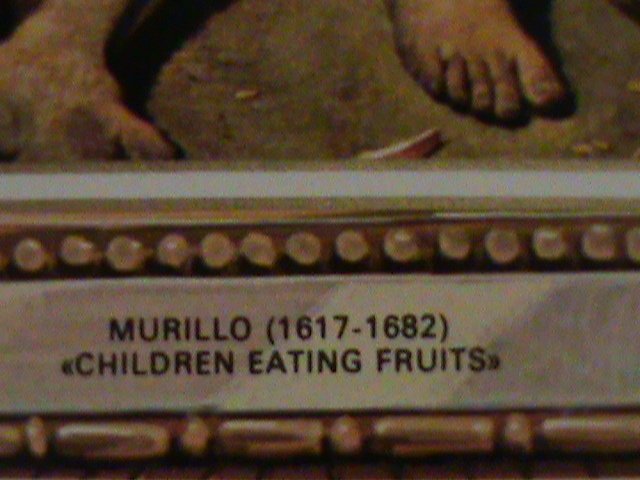 MURILLO (1617-1682)
«CHILDREN EATING FRUITS»